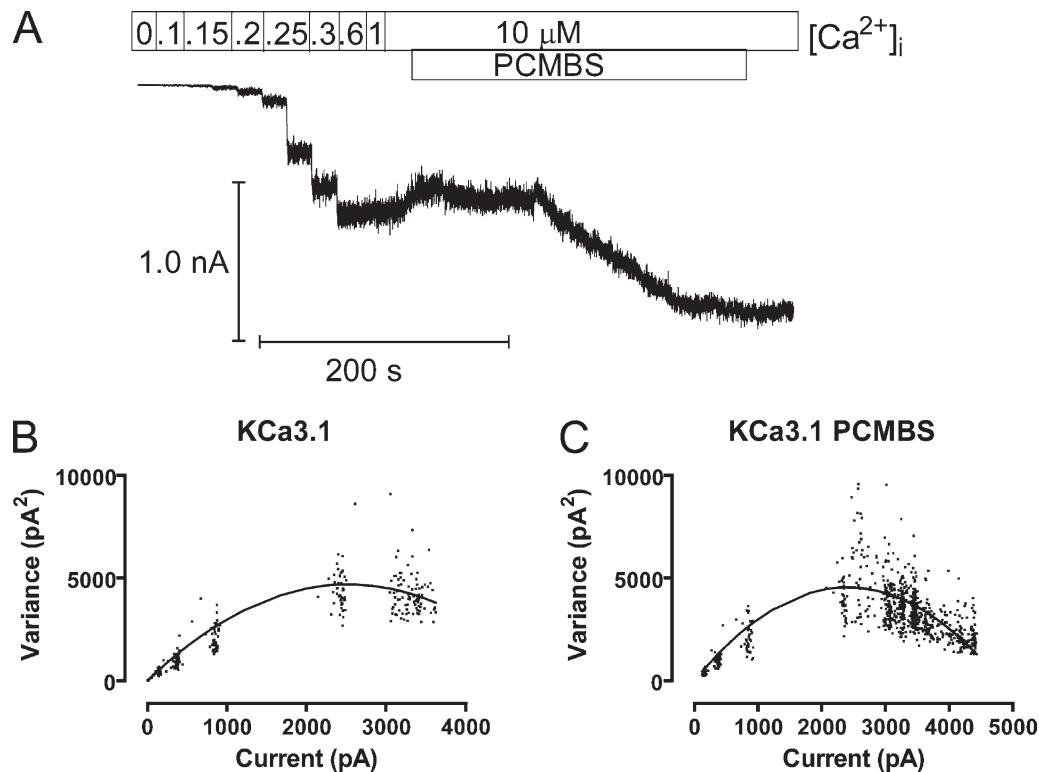 A
0 .1 .15 .2 .25 .3 .6 1 10 μM [Ca²⁺]ᵢ
PCMBS
1.0 nA
200 s
B KCa3.1
Variance (pA²)
10000
5000
0
0 1000 2000 3000 4000
Current (pA)
C KCa3.1 PCMBS
Variance (pA²)
10000
5000
0
0 1000 2000 3000 4000 5000
Current (pA)